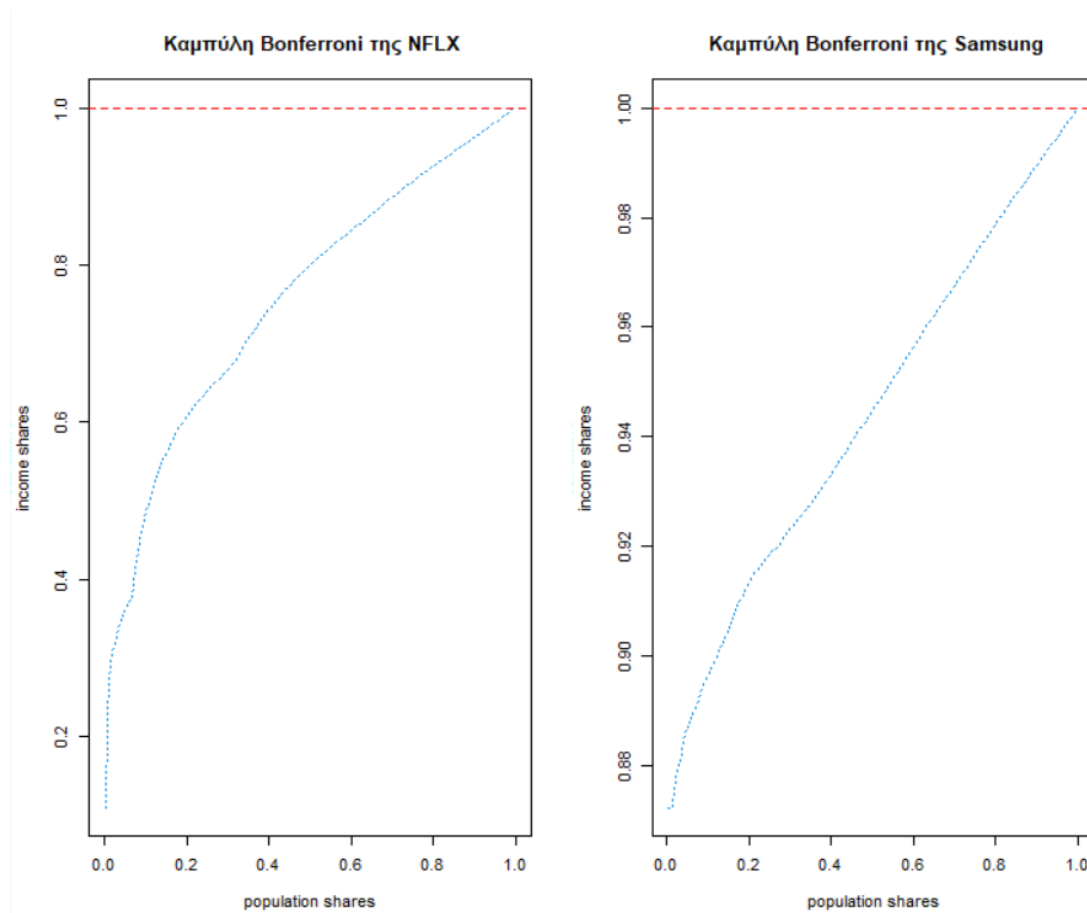 Καμπύλη Bonferroni της NFLX
income shares
1.0
0.8
0.6
0.4
0.2
0.0 0.2 0.4 0.6 0.8 1.0
population shares
Καμπύλη Bonferroni της Samsung
income shares
1.00
0.98
0.96
0.94
0.92
0.90
0.88
0.0 0.2 0.4 0.6 0.8 1.0
population shares